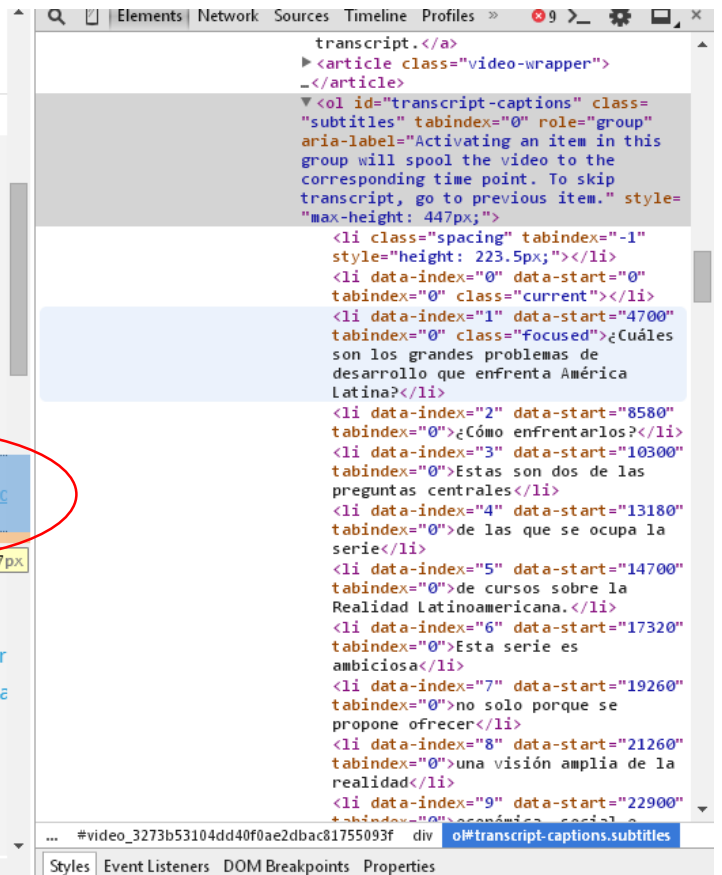 Elements Network Sources Timeline Profiles » 9
transcript.</a>
▶<article class="video-wrapper">
…</article>
▼<ol id="transcript-captions" class=
"subtitles" tabindex="0" role="group"
aria-label="Activating an item in this
group will spool the video to the
corresponding time point. To skip
transcript, go to previous item." style=
"max-height: 447px;">
<li class="spacing" tabindex="-1"
style="height: 223.5px;"></li>
<li data-index="0" data-start="0"
tabindex="0" class="current"></li>
<li data-index="1" data-start="4700"
tabindex="0" class="focused">¿Cuáles
son los grandes problemas de
desarrollo que enfrenta América
Latina?</li>
<li data-index="2" data-start="8580"
tabindex="0">¿Cómo enfrentarlos?</li>
<li data-index="3" data-start="10300"
tabindex="0">Estas son dos de las
preguntas centrales</li>
<li data-index="4" data-start="13180"
tabindex="0">de las que se ocupa la
serie</li>
<li data-index="5" data-start="14700"
tabindex="0">de cursos sobre la
Realidad Latinoamericana.</li>
<li data-index="6" data-start="17320"
tabindex="0">Esta serie es
ambiciosa</li>
<li data-index="7" data-start="19260"
tabindex="0">no solo porque se
propone ofrecer</li>
<li data-index="8" data-start="21260"
tabindex="0">una visión amplia de la
realidad</li>
<li data-index="9" data-start="22900"
tabindex="0">económica, social e
7px
... #video_3273b53104dd40f0ae2dbac81755093f div ol#transcript-captions.subtitles
Styles Event Listeners DOM Breakpoints Properties